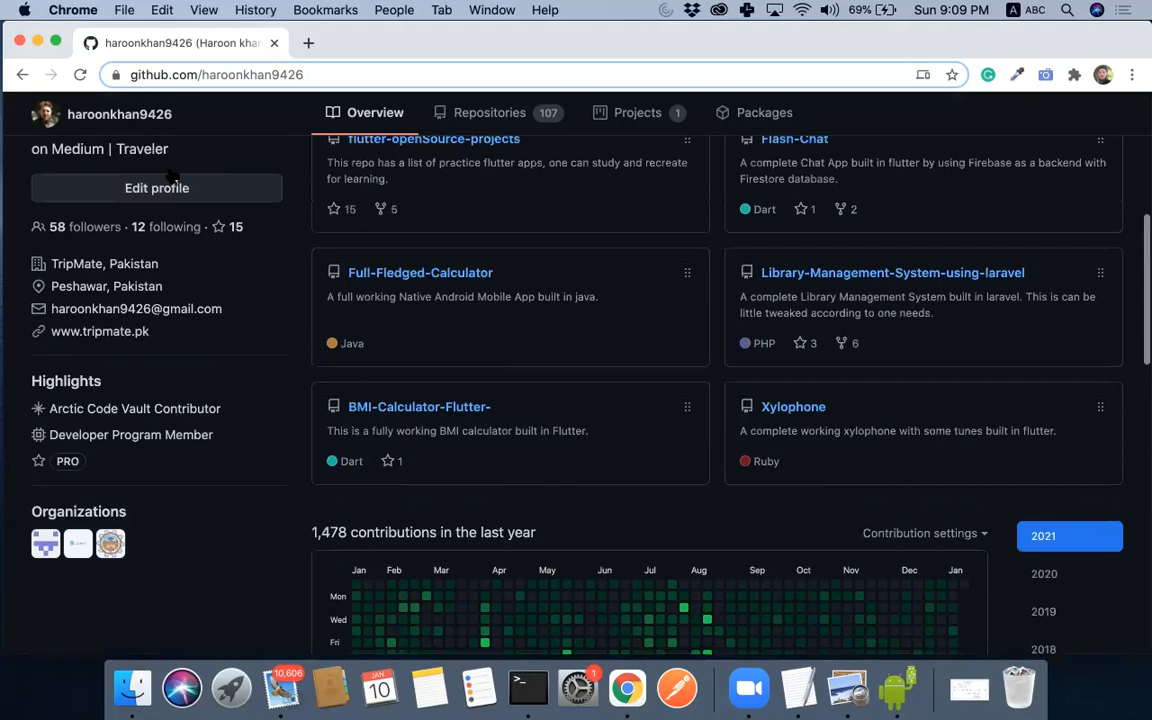 Chrome File Edit View History Bookmarks People Tab Window Help 69% Sun 9:09 PM A ABC
haroonkhan9426 (Haroon khan
github.com/haroonkhan9426
haroonkhan9426 Overview Repositories 107 Projects 1 Packages
on Medium | Traveler
Edit profile
58 followers · 12 following · 15
TripMate, Pakistan
Peshawar, Pakistan
haroonkhan9426@gmail.com
www.tripmate.pk
Highlights
Arctic Code Vault Contributor
Developer Program Member
PRO
Organizations
flutter-openSource-projects
This repo has a list of practice flutter apps, one can study and recreate
for learning.
15 5
Flash-Chat
A complete Chat App built in flutter by using Firebase as a backend with
Firestore database.
Dart 1 2
Full-Fledged-Calculator
A full working Native Android Mobile App built in java.
Java
Library-Management-System-using-laravel
A complete Library Management System built in laravel. This is can be
little tweaked according to one needs.
PHP 3 6
BMI-Calculator-Flutter-
This is a fully working BMI calculator built in Flutter.
Dart 1
Xylophone
A complete working xylophone with some tunes built in flutter.
Ruby
1,478 contributions in the last year
Contribution settings
2021
2020
2019
2018
Jan Feb Mar Apr May Jun Jul Aug Sep Oct Nov Dec Jan
Mon
Wed
Fri
10,606
JAN
10
1